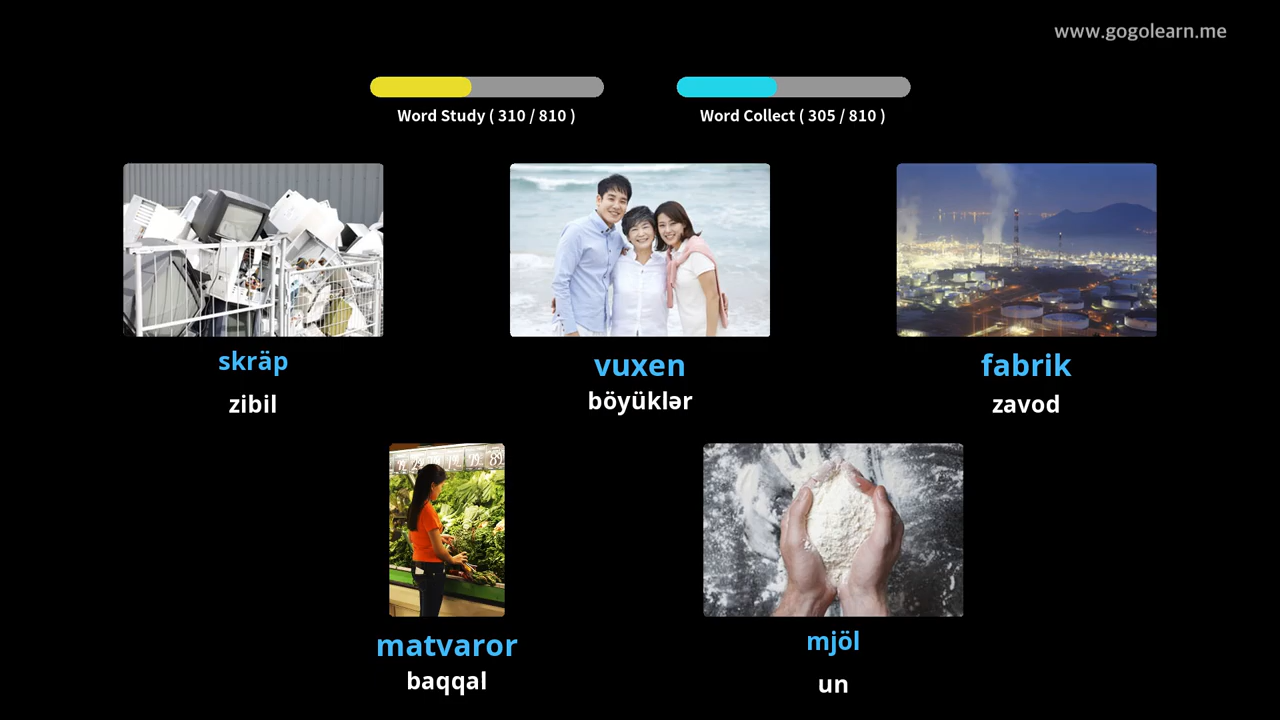 www.gogolearn.me
Word Study ( 310 / 810 )
Word Collect ( 305 / 810 )
skräp
zibil
vuxen
böyüklər
fabrik
zavod
matvaror
baqqal
mjöl
un